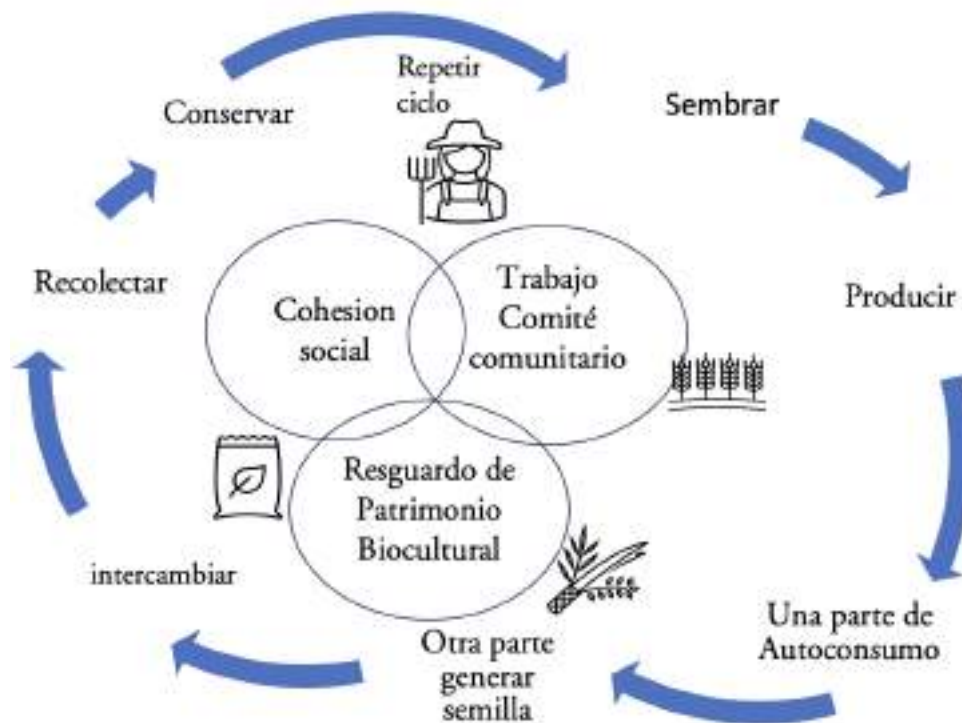 Repetir
ciclo
Sembrar
Producir
Una parte de
Autoconsumo
Otra parte
generar
semilla
intercambiar
Recolectar
Conservar
Cohesion
social
Trabajo
Comité
comunitario
Resguardo de
Patrimonio
Biocultural